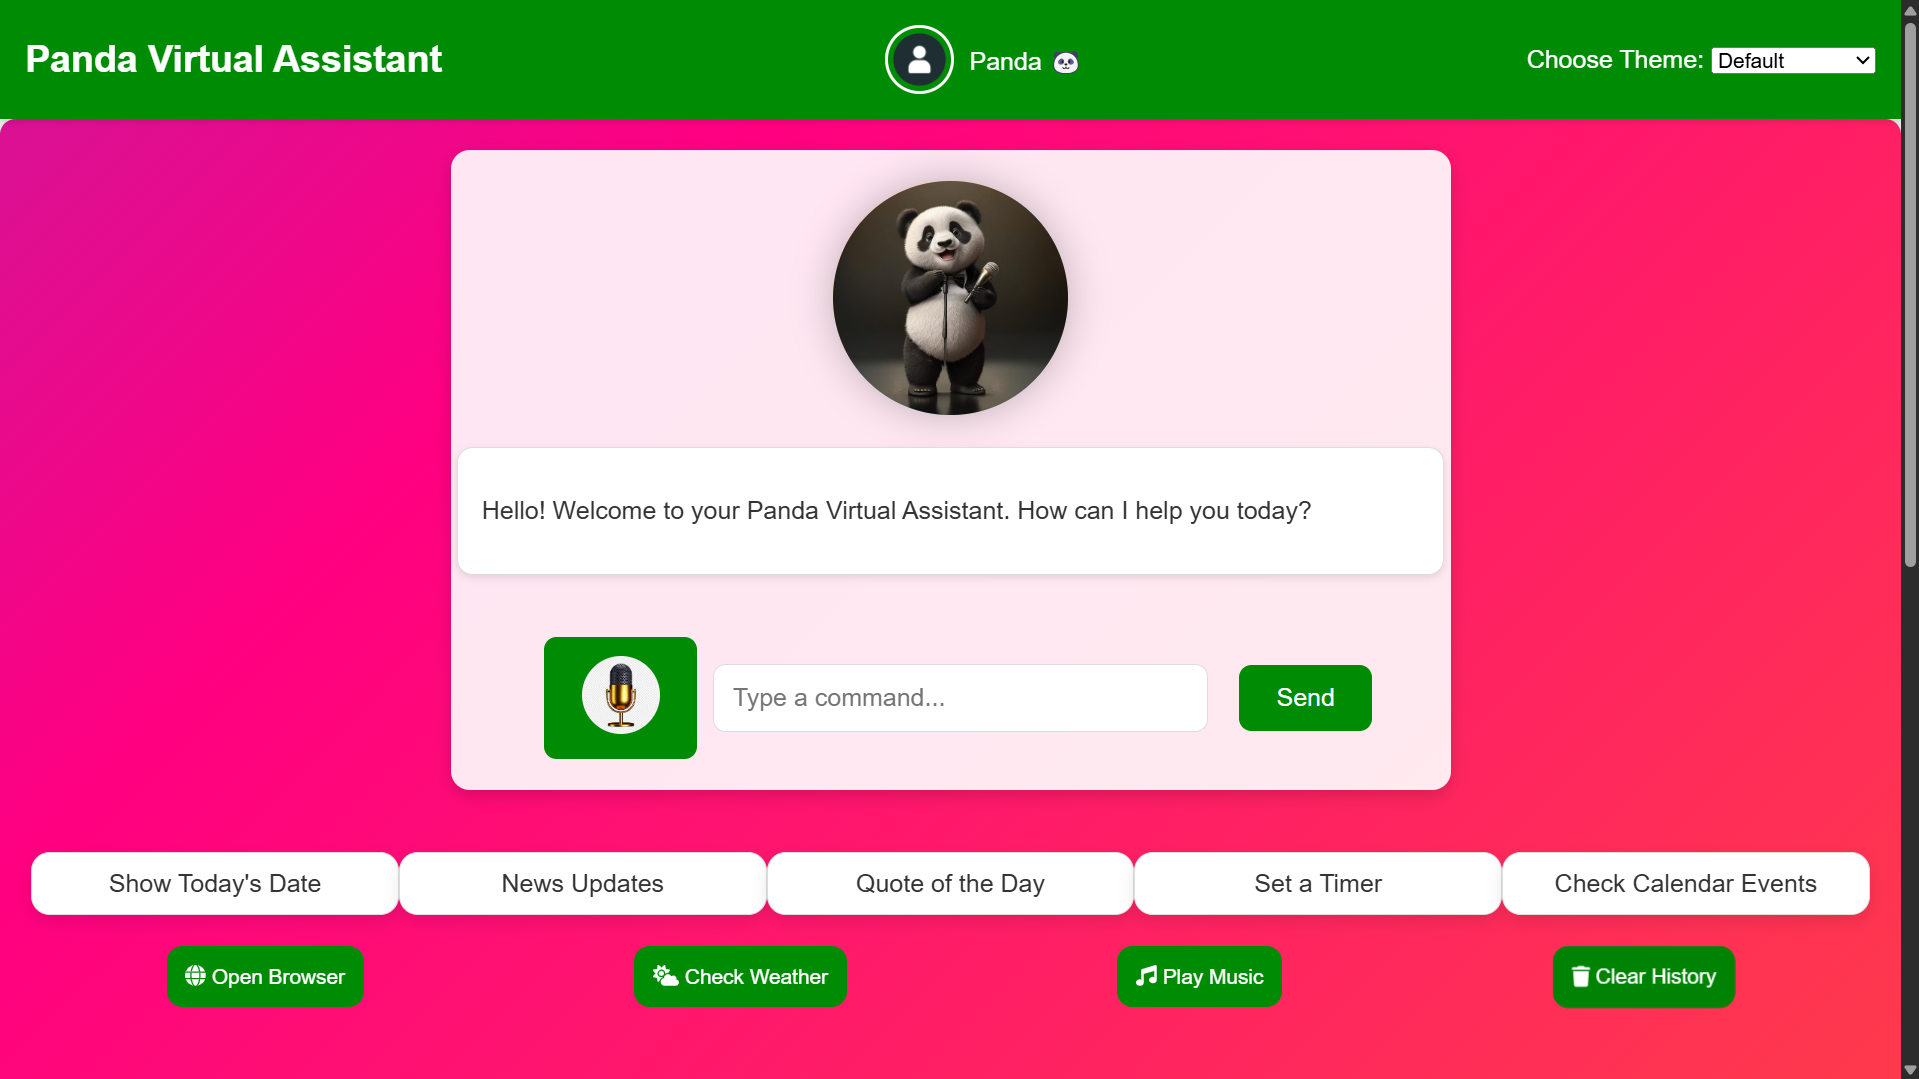 Panda Virtual Assistant
Panda 🐼
Choose Theme: Default
Hello! Welcome to your Panda Virtual Assistant. How can I help you today?
Type a command...
Send
Show Today's Date
News Updates
Quote of the Day
Set a Timer
Check Calendar Events
Open Browser
Check Weather
Play Music
Clear History